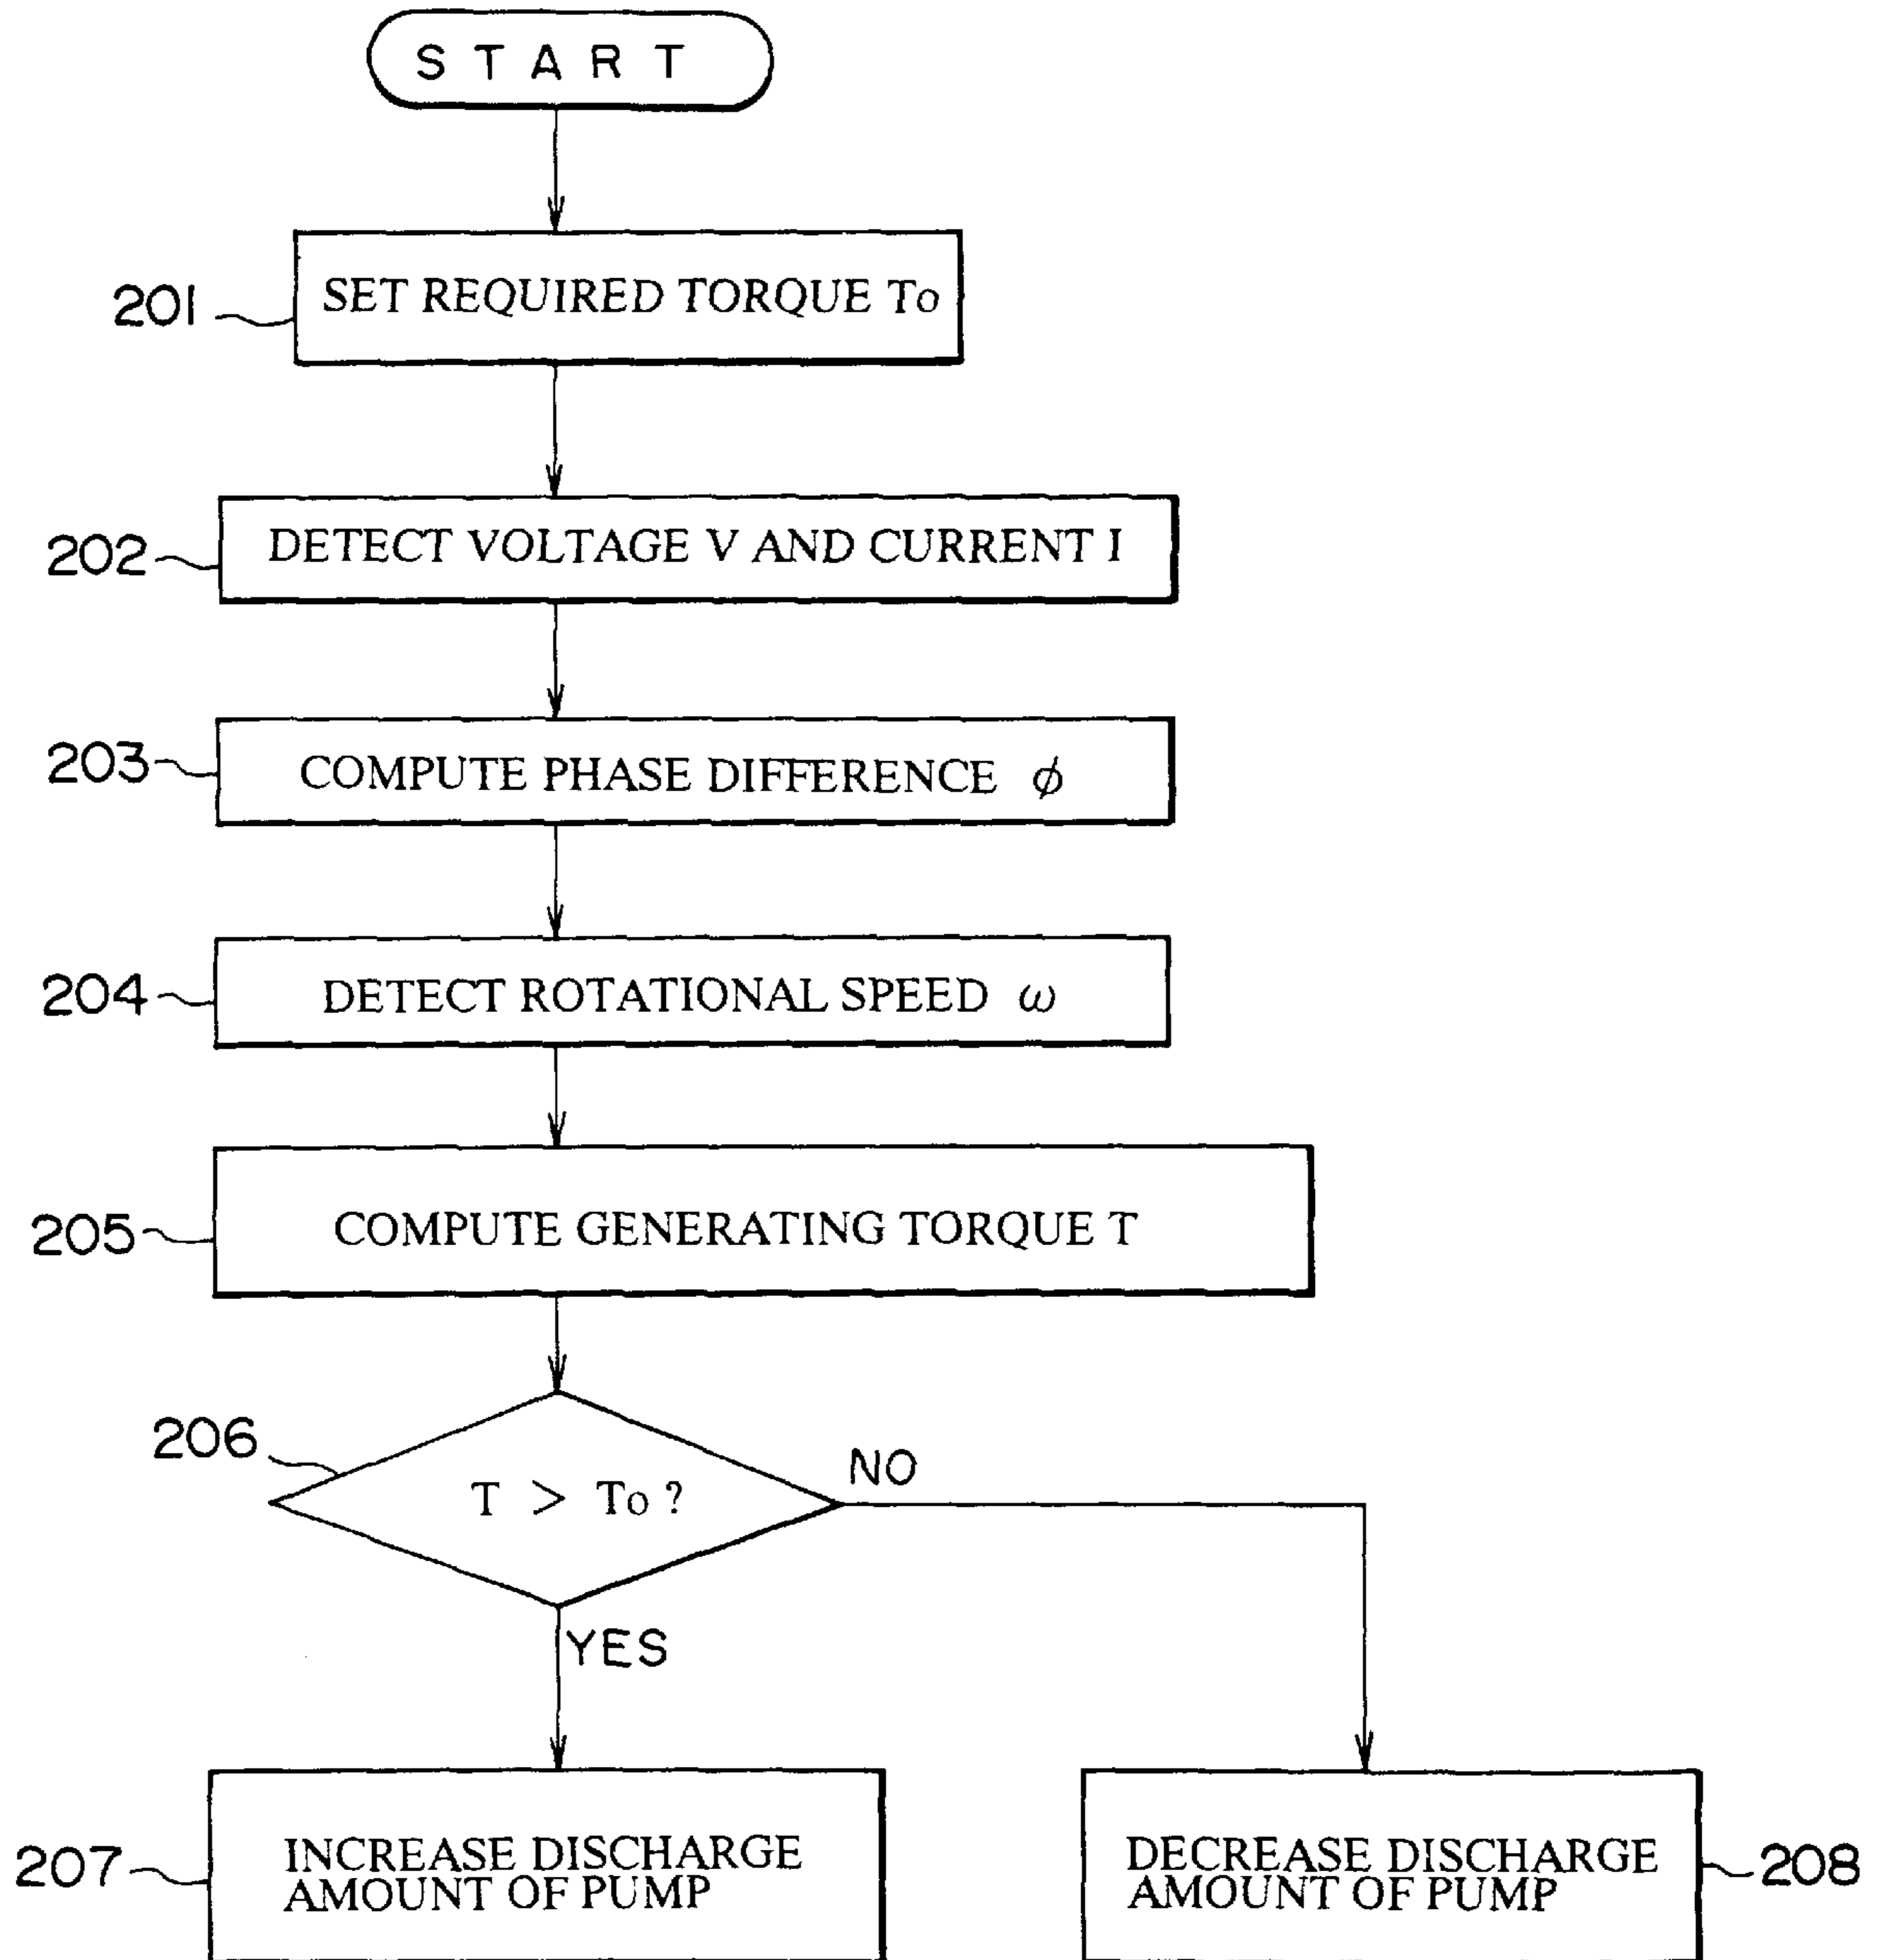 START
201
SET REQUIRED TORQUE To
202
DETECT VOLTAGE V AND CURRENT I
203
COMPUTE PHASE DIFFERENCE ϕ
204
DETECT ROTATIONAL SPEED ω
205
COMPUTE GENERATING TORQUE T
206
T > To ?
NO
YES
207
INCREASE DISCHARGE
AMOUNT OF PUMP
DECREASE DISCHARGE
AMOUNT OF PUMP
208